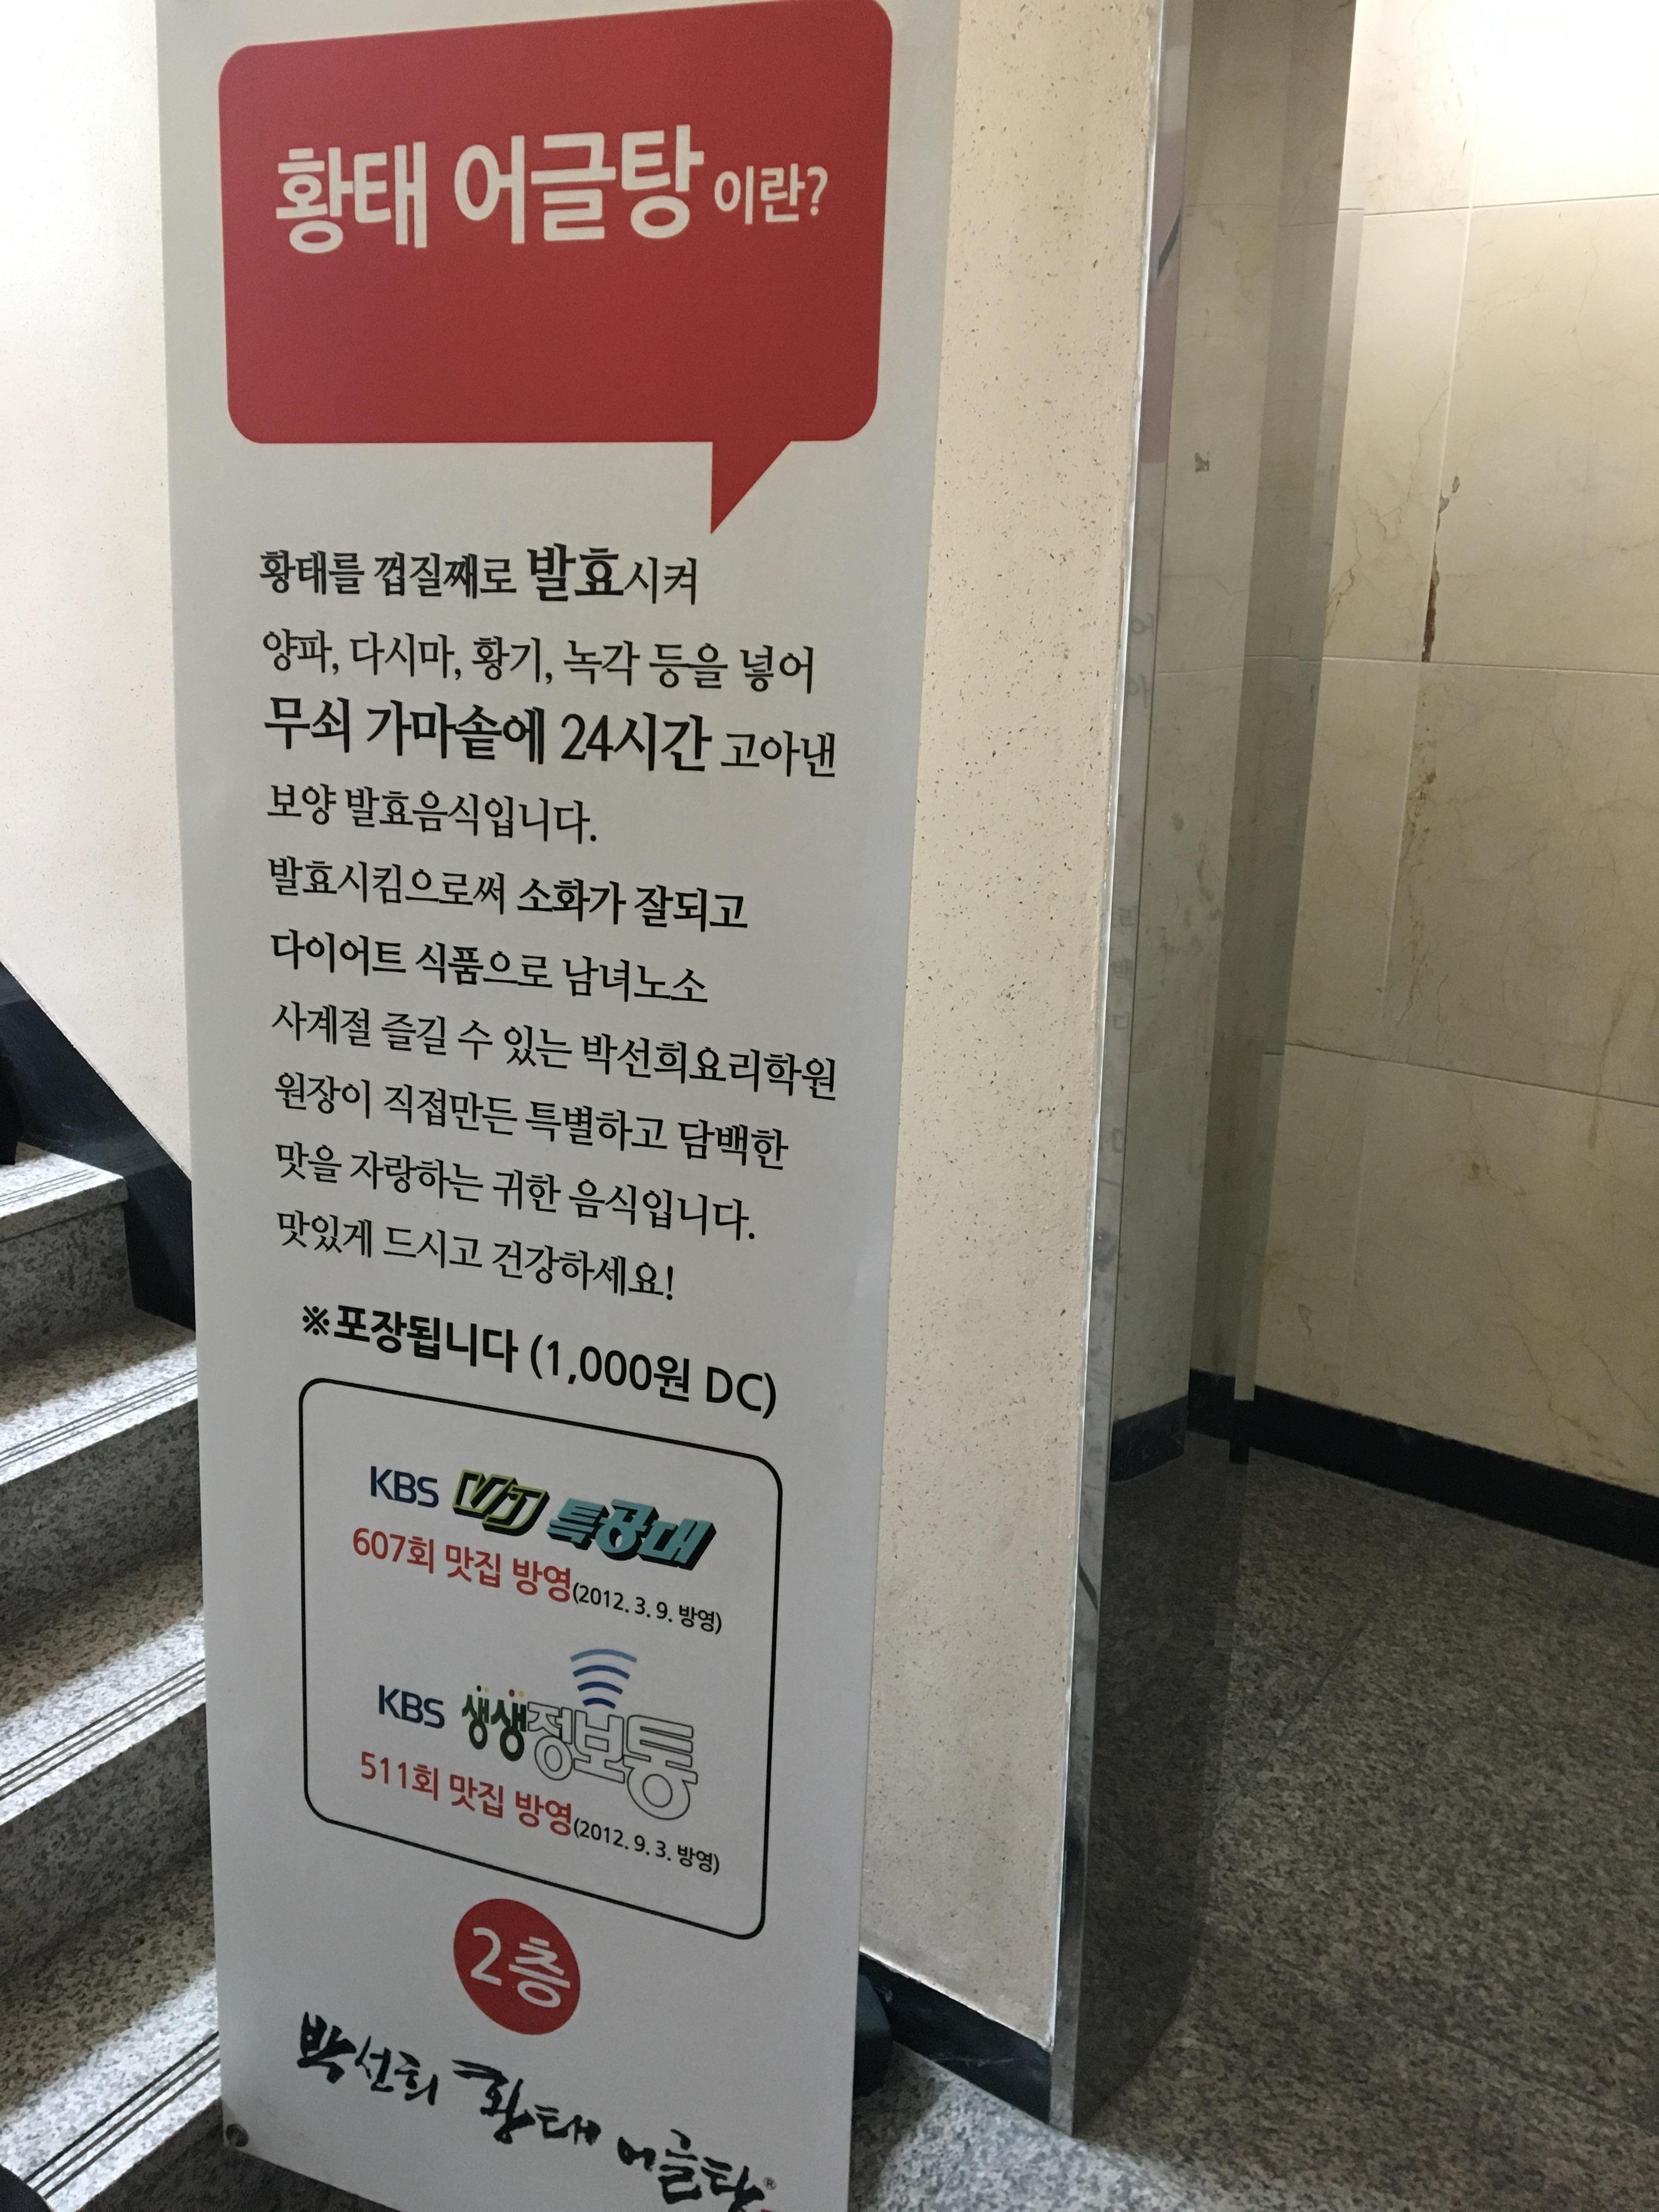 황태 어글탕 이란?
황태를 껍질째로 발효시켜
양파, 다시마, 황기, 녹각 등을 넣어
무쇠 가마솥에 24시간 고아낸
보양 발효음식입니다.
발효시킴으로써 소화가 잘되고
다이어트 식품으로 남녀노소
사계절 즐길 수 있는 박선희요리학원
원장이 직접만든 특별하고 담백한
맛을 자랑하는 귀한 음식입니다.
맛있게 드시고 건강하세요!
※포장됩니다 (1,000원 DC)
KBS VJ 특공대
607회 맛집 방영(2012. 3. 9. 방영)
KBS 생생정보통
511회 맛집 방영(2012. 9. 3. 방영)
2층
박선희 황태 어글탕®